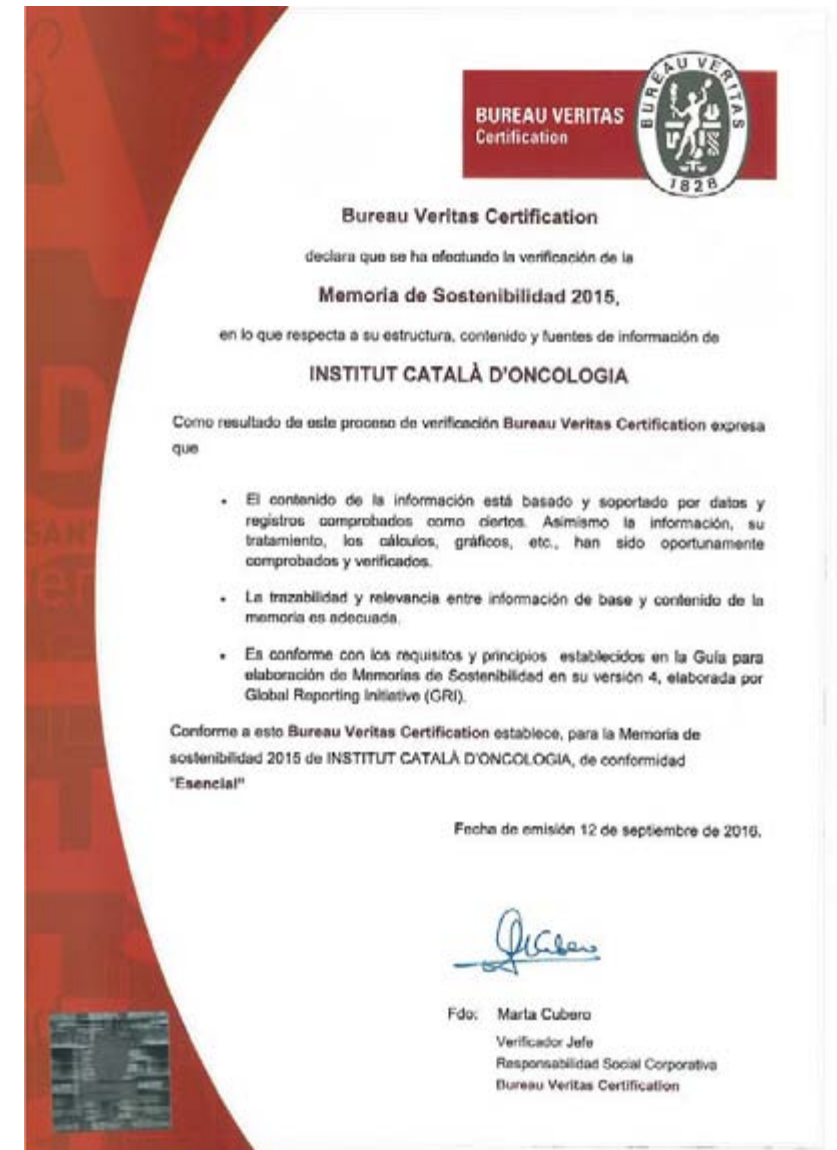 BUREAU VERITAS
Certification
BUREAU VERITAS
1828
Bureau Veritas Certification
declara que se ha efectuado la verificación de la
Memoria de Sostenibilidad 2015,
en lo que respecta a su estructura, contenido y fuentes de información de
INSTITUT CATALÀ D'ONCOLOGIA
Como resultado de este proceso de verificación Bureau Veritas Certification expresa
que
• El contenido de la información está basado y soportado por datos y
registros comprobados como ciertos. Asimismo la información, su
tratamiento, los cálculos, gráficos, etc., han sido oportunamente
comprobados y verificados.
• La trazabilidad y relevancia entre información de base y contenido de la
memoria es adecuada.
• Es conforme con los requisitos y principios establecidos en la Guía para
elaboración de Memorias de Sostenibilidad en su versión 4, elaborada por
Global Reporting Initiative (GRI).
Conforme a esto Bureau Veritas Certification establece, para la Memoria de
sostenibilidad 2015 de INSTITUT CATALÀ D'ONCOLOGIA, de conformidad
"Esencial"
Fecha de emisión 12 de septiembre de 2016.
Fdo: Marta Cubero
Verificador Jefe
Responsabilidad Social Corporativa
Bureau Veritas Certification